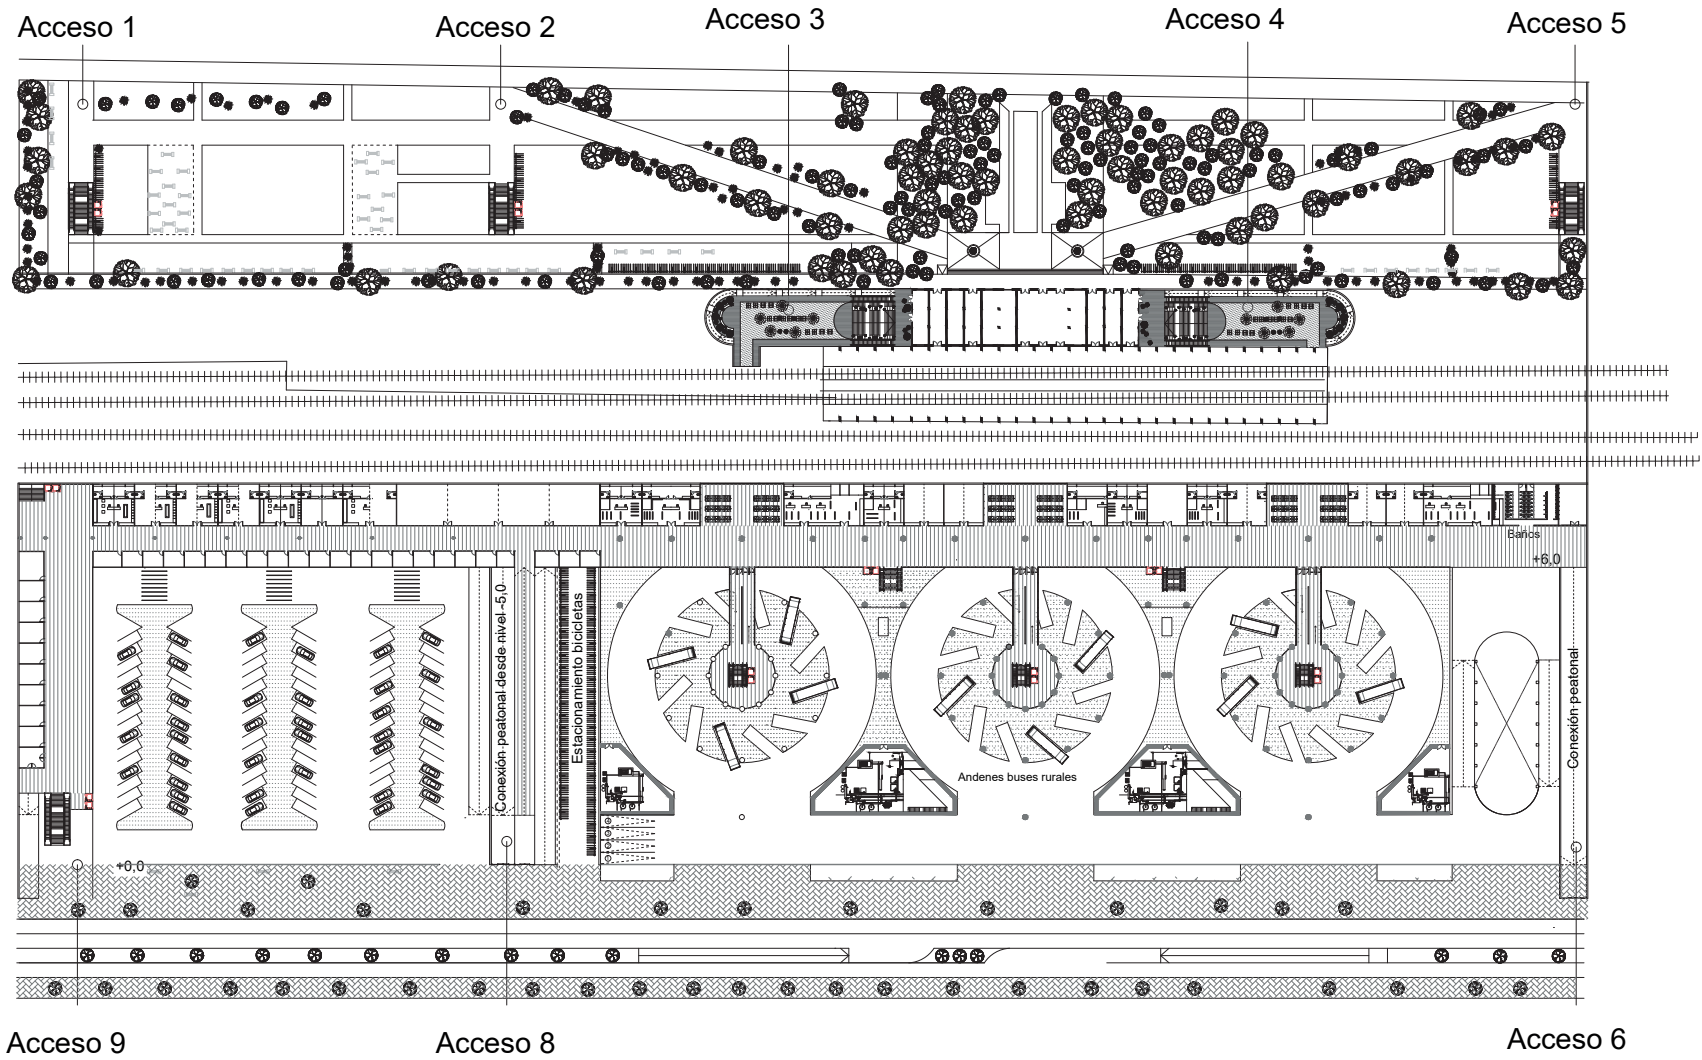 Acceso 1
Acceso 2
Acceso 3
Acceso 4
Acceso 5
Baños
+6,0
Conexión peatonal desde nivel -5,0
Estacionamiento bicicletas
Conexión peatonal
Andenes buses rurales
+0,0
Acceso 9
Acceso 8
Acceso 6